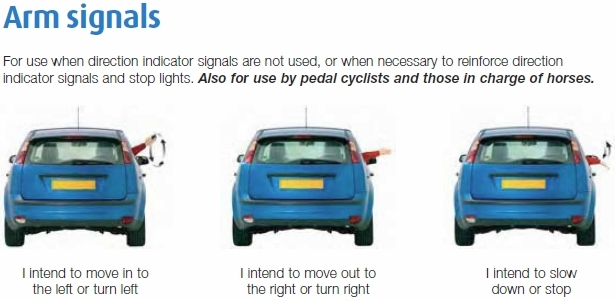 Arm signals
For use when direction indicator signals are not used, or when necessary to reinforce direction
indicator signals and stop lights. Also for use by pedal cyclists and those in charge of horses.
I intend to move in to
the left or turn left
I intend to move out to
the right or turn right
I intend to slow
down or stop